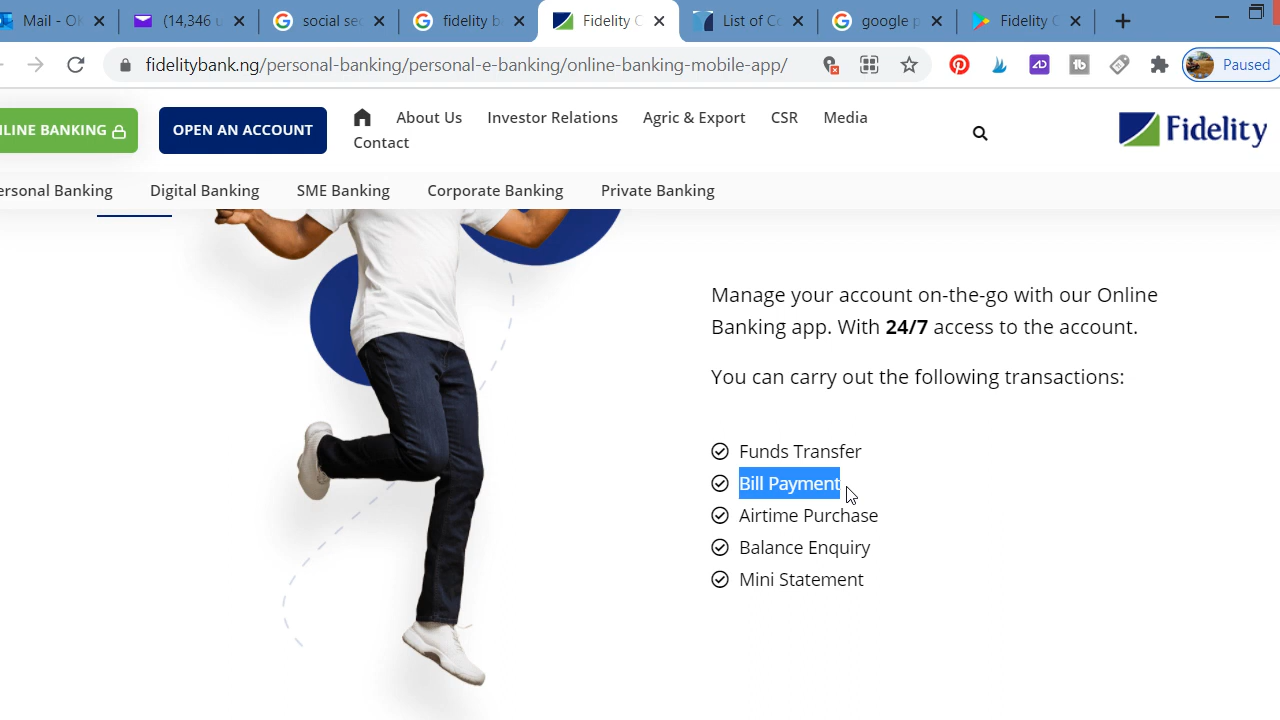 Mail - O
(14,346 u
social sec
fidelity b
Fidelity
List of Co
google p
Fidelity
fidelitybank.ng/personal-banking/personal-e-banking/online-banking-mobile-app/
Paused
NLINE BANKING
OPEN AN ACCOUNT
About Us
Investor Relations
Agric & Export
CSR
Media
Contact
Fidelity
ersonal Banking
Digital Banking
SME Banking
Corporate Banking
Private Banking
Manage your account on-the-go with our Online
Banking app. With 24/7 access to the account.
You can carry out the following transactions:
Funds Transfer
Bill Payment
Airtime Purchase
Balance Enquiry
Mini Statement